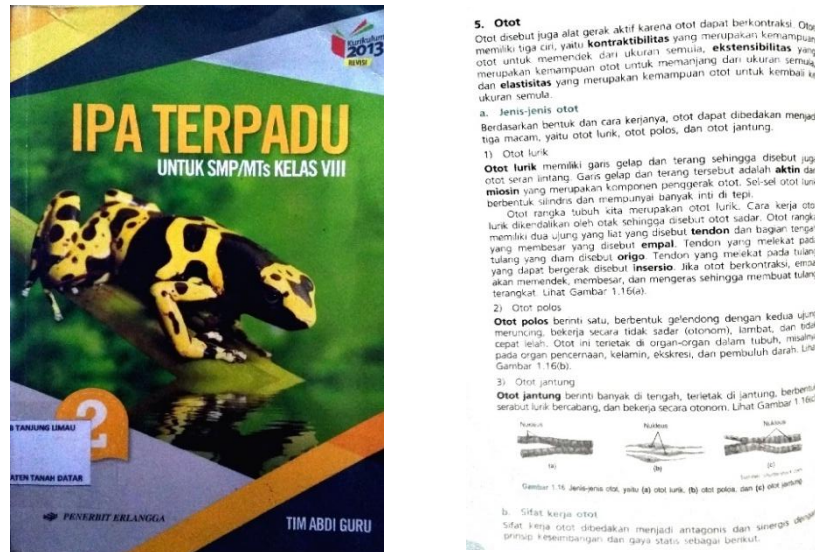 Kurikulum
2013
REVISI
IPA TERPADU
UNTUK SMP/MTs KELAS VIII
2
TANJUNG LIMAU
ATEN TANAH DATAR
PENERBIT ERLANGGA
TIM ABDI GURU
5. Otot
Otot disebut juga alat gerak aktif karena otot dapat berkontraksi. Otot
memiliki tiga ciri, yaitu kontraktibilitas yang merupakan kemampuan
otot untuk memendek dari ukuran semula, ekstensibilitas yang
merupakan kemampuan otot untuk memanjang dari ukuran semula,
dan elastisitas yang merupakan kemampuan otot untuk kembali k
ukuran semula.
a. Jenis-jenis otot
Berdasarkan bentuk dan cara kerjanya, otot dapat dibedakan menjad
tiga macam, yaitu otot lurik, otot polos, dan otot jantung.
1) Otot lurik
Otot lurik memiliki garis gelap dan terang sehingga disebut juga
otot seran lintang. Garis gelap dan terang tersebut adalah aktin dan
miosin yang merupakan komponen penggerak otot. Sel-sel otot lurik
berbentuk silindris dan mempunyai banyak inti di tepi.
Otot rangka tubuh kita merupakan otot lurik. Cara kerja oto
lurik dikendalikan oleh otak sehingga disebut otot sadar. Otot rangka
memiliki dua ujung yang liat yang disebut tendon dan bagian tengah
yang membesar yang disebut empal. Tendon yang melekat pada
tulang yang diam disebut origo. Tendon yang melekat pada tulang
yang dapat bergerak disebut insersio. Jika otot berkontraksi, empal
akan memendek, membesar, dan mengeras sehingga membuat tulang
terangkat. Lihat Gambar 1.16(a).
2) Otot polos
Otot polos berinti satu, berbentuk gelendong dengan kedua ujung
meruncing, bekerja secara tidak sadar (otonom), lambat, dan tidak
cepat lelah. Otot ini terletak di organ-organ dalam tubuh, misalnya
pada organ pencernaan, kelamin, ekskresi, dan pembuluh darah. Lihat
Gambar 1.16(b).
3) Otot jantung
Otot jantung berinti banyak di tengah, terletak di jantung, berbentuk
serabut lurik bercabang, dan bekerja secara otonom. Lihat Gambar 1.16(c
Nukleus Nukleus Nukleus
(a) (b) (c)
Gambar 1.16 Jenis-jenis otot, yaitu (a) otot lurik, (b) otot polos, dan (c) otot jantung
b. Sifat kerja otot
Sifat kerja otot dibedakan menjadi antagonis dan sinergis dengan
prinsip keseimbangan dan gaya statis sebagai berikut.